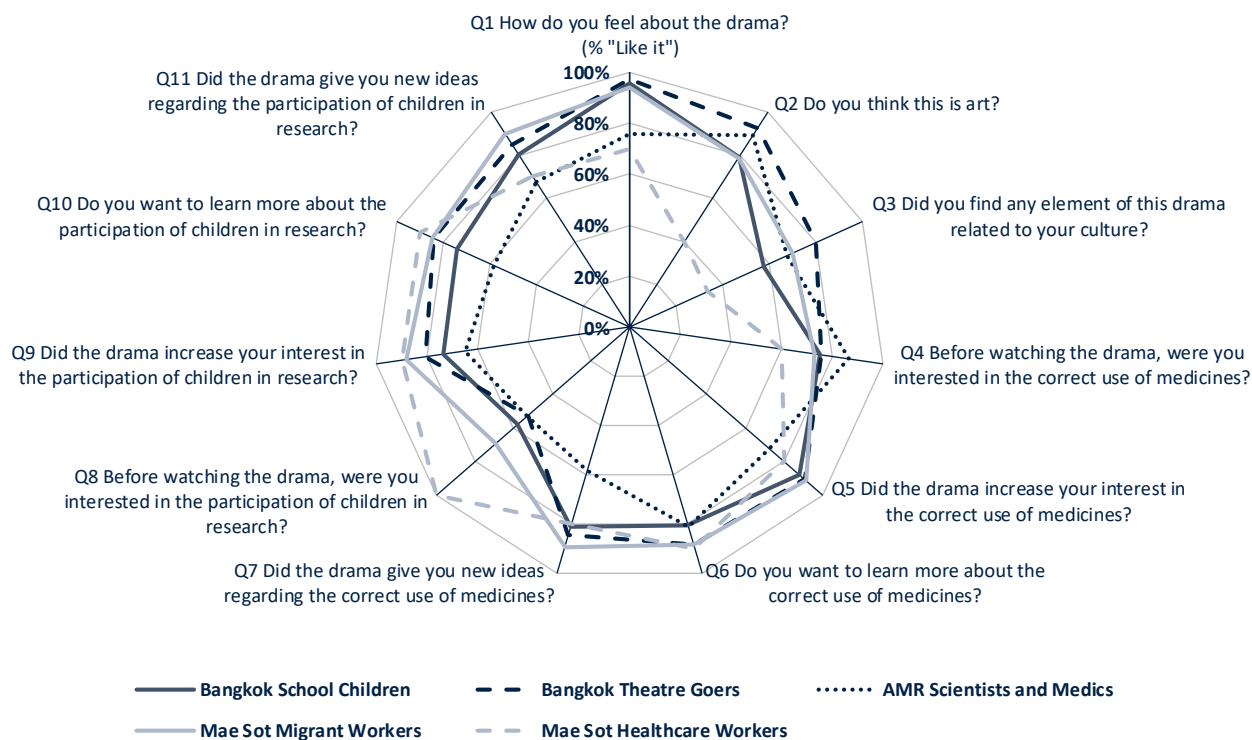 Q1 How do you feel about the drama?
(% "Like it")
100%
80%
60%
40%
20%
0%
Q2 Do you think this is art?
Q3 Did you find any element of this drama
related to your culture?
Q4 Before watching the drama, were you
interested in the correct use of medicines?
Q5 Did the drama increase your interest in
the correct use of medicines?
Q6 Do you want to learn more about the
correct use of medicines?
Q7 Did the drama give you new ideas
regarding the correct use of medicines?
Q8 Before watching the drama, were you
interested in the participation of children in
research?
Q9 Did the drama increase your interest in
the participation of children in research?
Q10 Do you want to learn more about the
participation of children in research?
Q11 Did the drama give you new ideas
regarding the participation of children in
research?
Bangkok School Children
Bangkok Theatre Goers
AMR Scientists and Medics
Mae Sot Migrant Workers
Mae Sot Healthcare Workers